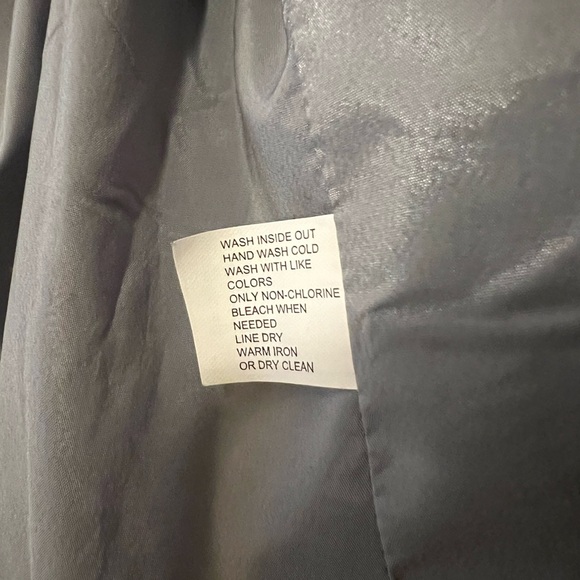 WASH INSIDE OUT
HAND WASH COLD
WASH WITH LIKE
COLORS
ONLY NON-CHLORINE
BLEACH WHEN
NEEDED
LINE DRY
WARM IRON
OR DRY CLEAN